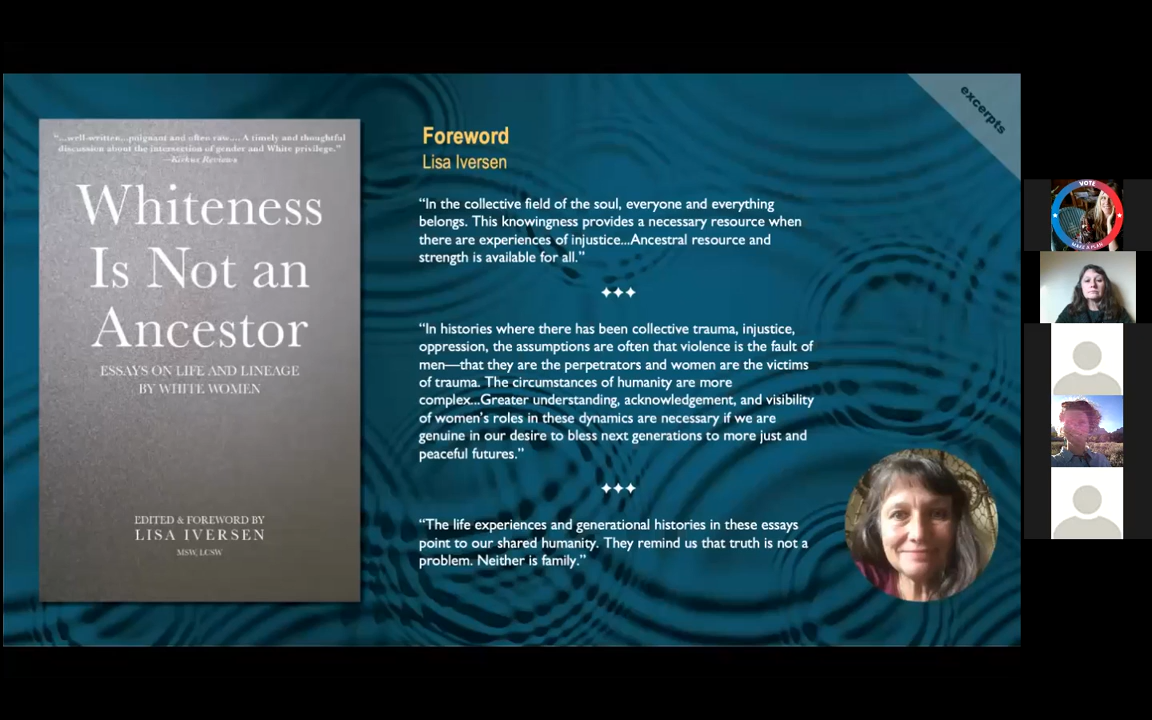 excerpts
"...well-written...poignant and often raw.... A timely and thoughtful
discussion about the intersection of gender and White privilege."
—Kirkus Reviews
Whiteness
Is Not an
Ancestor
ESSAYS ON LIFE AND LINEAGE
BY WHITE WOMEN
EDITED & FOREWORD BY
LISA IVERSEN
MSW, LCSW
Foreword
Lisa Iversen
“In the collective field of the soul, everyone and everything
belongs. This knowingness provides a necessary resource when
there are experiences of injustice...Ancestral resource and
strength is available for all.”
“In histories where there has been collective trauma, injustice,
oppression, the assumptions are often that violence is the fault of
men—that they are the perpetrators and women are the victims
of trauma. The circumstances of humanity are more
complex...Greater understanding, acknowledgement, and visibility
of women’s roles in these dynamics are necessary if we are
genuine in our desire to bless next generations to more just and
peaceful futures.”
“The life experiences and generational histories in these essays
point to our shared humanity. They remind us that truth is not a
problem. Neither is family.”
VOTE
MAKE A PLAN